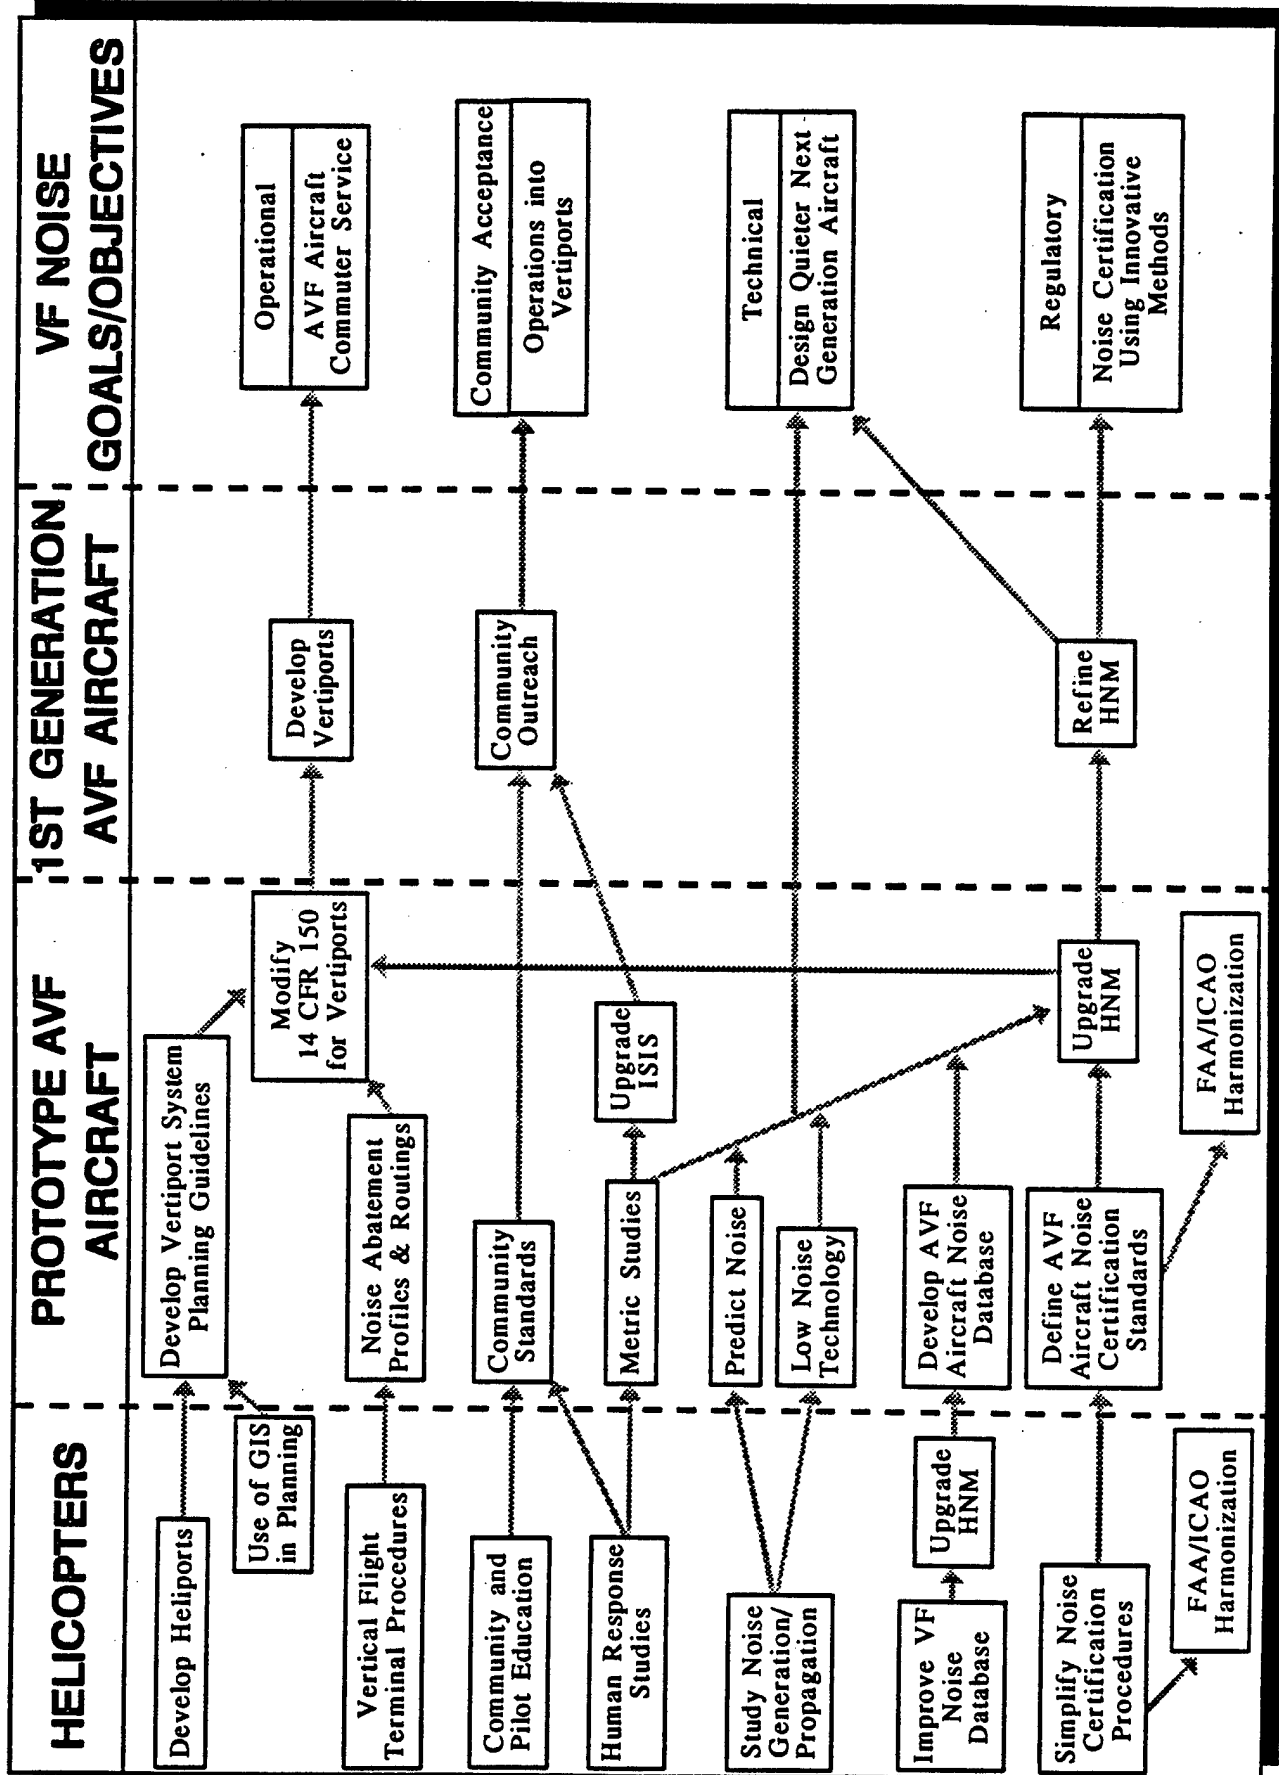 HELICOPTERS
PROTOTYPE AVF
AIRCRAFT
1ST GENERATION
AVF AIRCRAFT
VF NOISE
GOALS/OBJECTIVES
Develop Heliports
Use of GIS
in Planning
Vertical Flight
Terminal Procedures
Community and
Pilot Education
Human Response
Studies
Study Noise
Generation/
Propagation
Improve VF
Noise
Database
Upgrade
HNM
Simplify Noise
Certification
Procedures
FAA/ICAO
Harmonization
Develop Vertiport System
Planning Guidelines
Modify
14 CFR 150
for Vertiports
Noise Abatement
Profiles & Routings
Community
Standards
Upgrade
ISIS
Metric Studies
Predict Noise
Low Noise
Technology
Develop AVF
Aircraft Noise
Database
Upgrade
HNM
Define AVF
Aircraft Noise
Certification
Standards
FAA/ICAO
Harmonization
Develop
Vertiports
Community
Outreach
Refine
HNM
Operational
AVF Aircraft
Commuter Service
Community Acceptance
Operations into
Vertiports
Technical
Design Quieter Next
Generation Aircraft
Regulatory
Noise Certification
Using Innovative
Methods